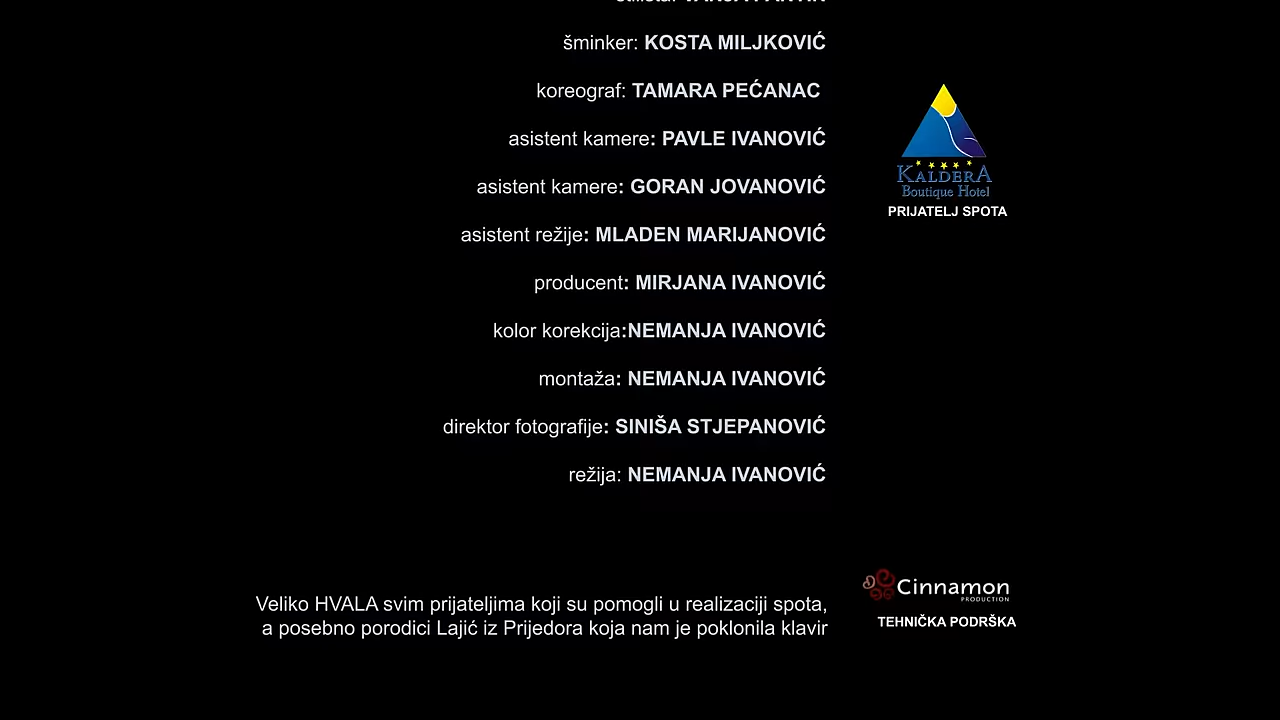 šminker: KOSTA MILJKOVIĆ
koreograf: TAMARA PEĆANAC
asistent kamere: PAVLE IVANOVIĆ
asistent kamere: GORAN JOVANOVIĆ
asistent režije: MLADEN MARIJANOVIĆ
producent: MIRJANA IVANOVIĆ
kolor korekcija:NEMANJA IVANOVIĆ
montaža: NEMANJA IVANOVIĆ
direktor fotografije: SINIŠA STJEPANOVIĆ
režija: NEMANJA IVANOVIĆ
KALDERA
Boutique Hotel
PRIJATELJ SPOTA
Veliko HVALA svim prijateljima koji su pomogli u realizaciji spota,
a posebno porodici Lajić iz Prijedora koja nam je poklonila klavir
Cinnamon
PRODUCTION
TEHNIČKA PODRŠKA